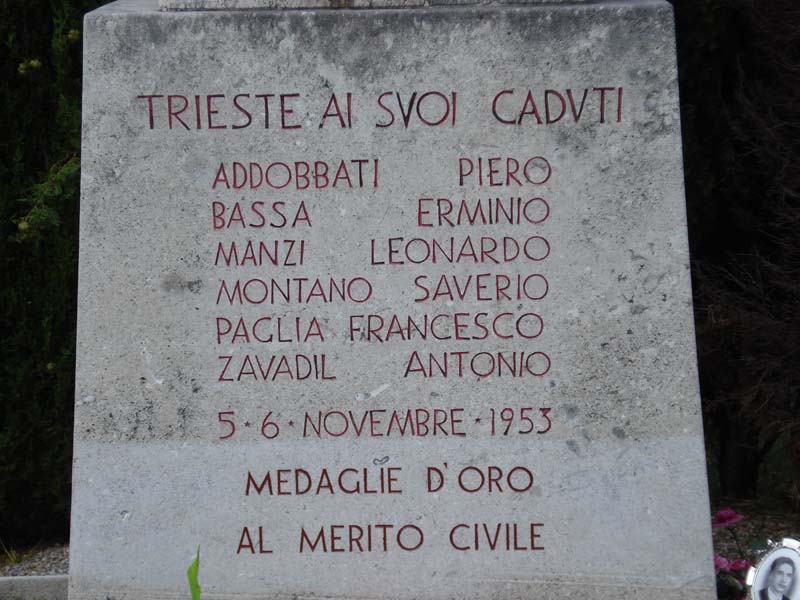 TRIESTE AI SVOI CADVTI
ADDOBBATI PIERO
BASSA ERMINIO
MANZI LEONARDO
MONTANO SAVERIO
PAGLIA FRANCESCO
ZAVADIL ANTONIO
5 * 6 * NOVEMBRE * 1953
MEDAGLIE D'ORO
AL MERITO CIVILE